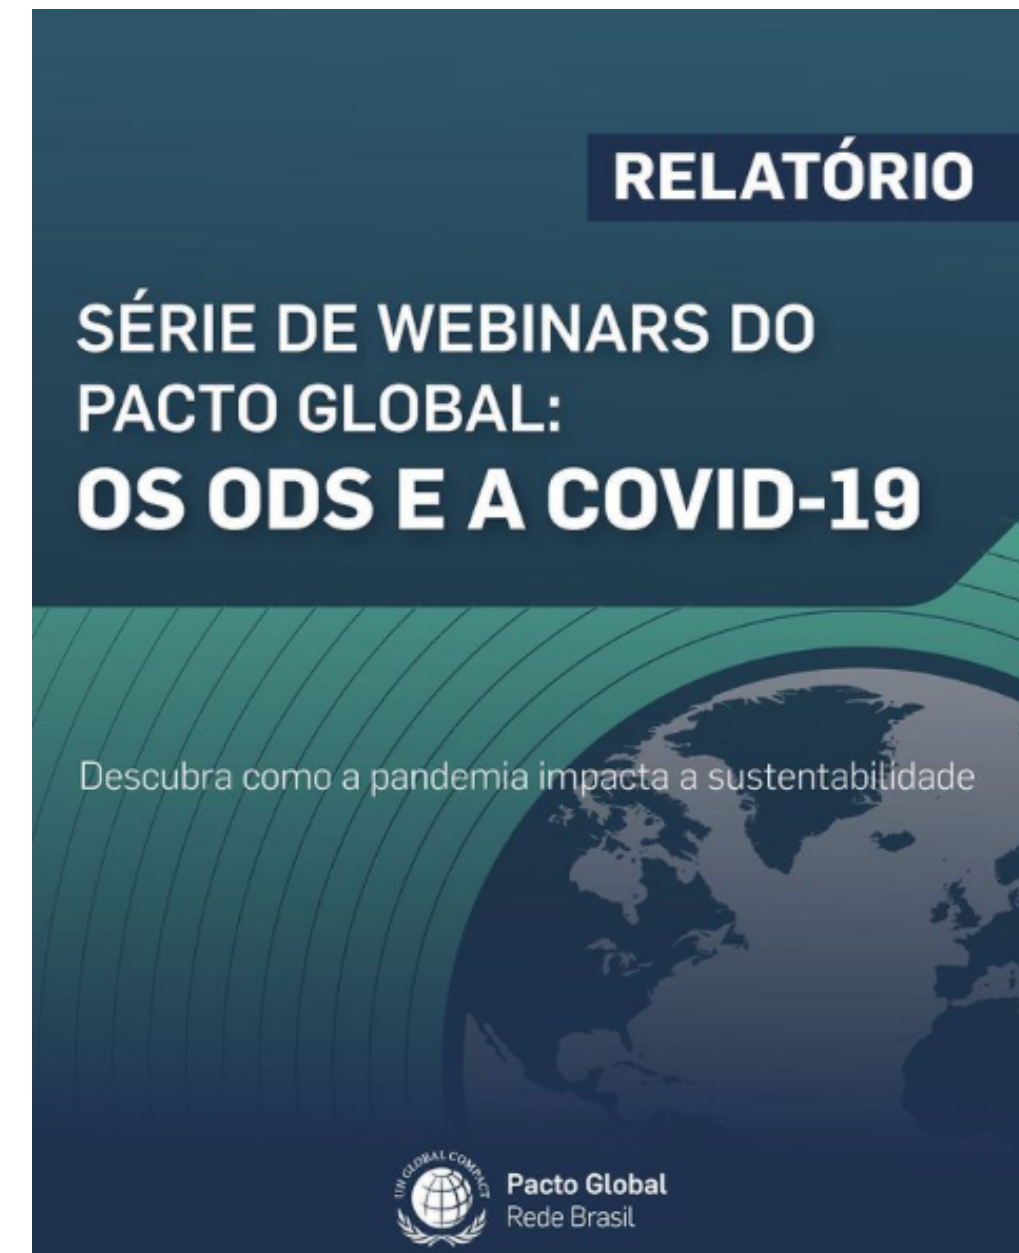 RELATÓRIO
SÉRIE DE WEBINARS DO
PACTO GLOBAL:
OS ODS E A COVID-19
Descubra como a pandemia impacta a sustentabilidade
UN GLOBAL COMPACT
Pacto Global
Rede Brasil